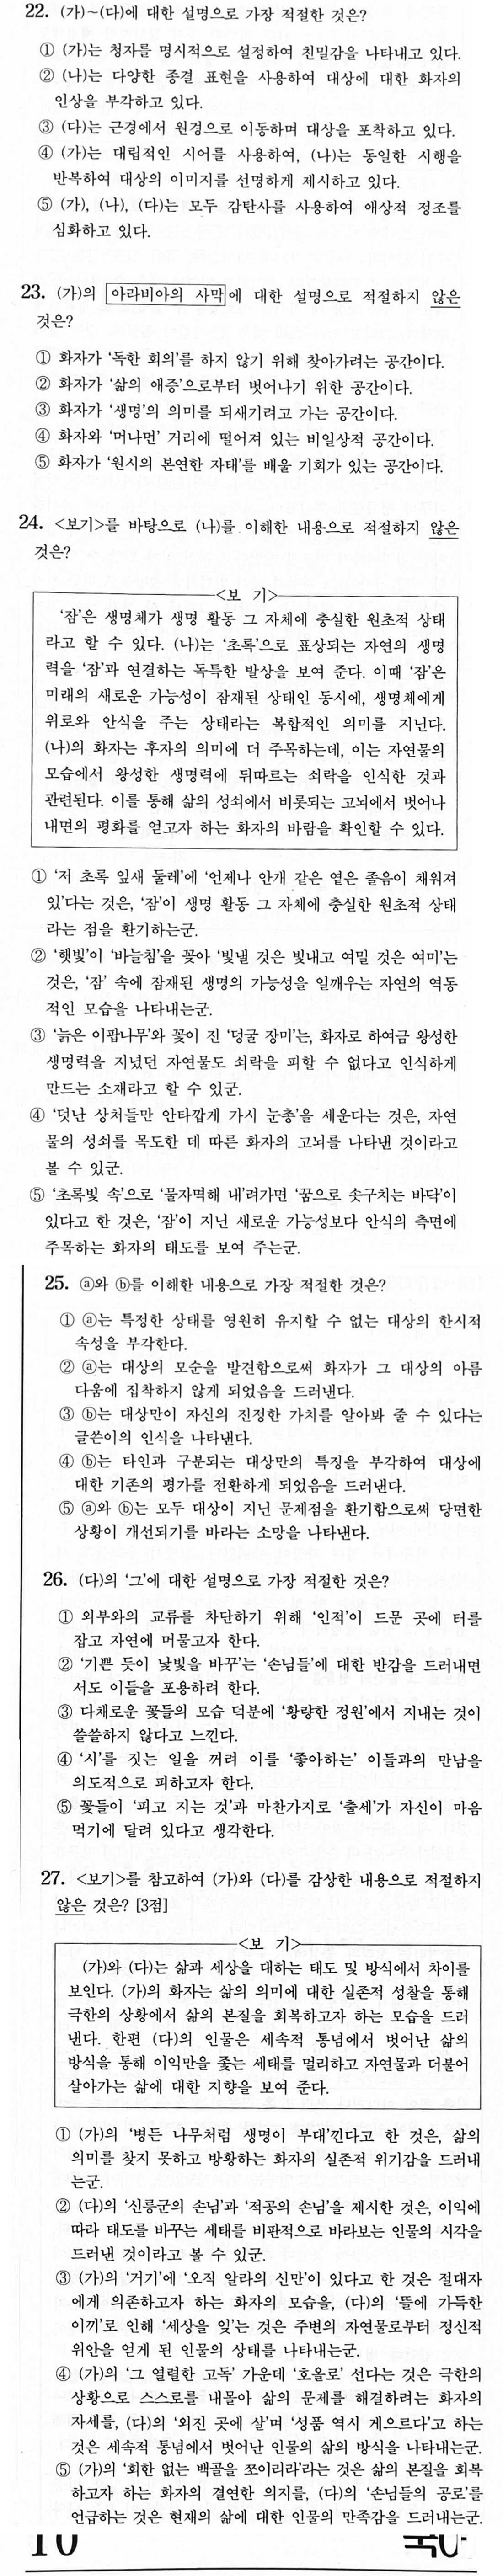 22. (가)~(다)에 대한 설명으로 가장 적절한 것은?
① (가)는 청자를 명시적으로 설정하여 친밀감을 나타내고 있다.
② (나)는 다양한 종결 표현을 사용하여 대상에 대한 화자의
인상을 부각하고 있다.
③ (다)는 근경에서 원경으로 이동하며 대상을 포착하고 있다.
④ (가)는 대립적인 시어를 사용하여, (나)는 동일한 시행을
반복하여 대상의 이미지를 선명하게 제시하고 있다.
⑤ (가), (나), (다)는 모두 감탄사를 사용하여 애상적 정조를
심화하고 있다.
23. (가)의 아라비아의 사막에 대한 설명으로 적절하지 않은
것은?
① 화자가 ‘독한 회의’를 하지 않기 위해 찾아가려는 공간이다.
② 화자가 ‘삶의 애증’으로부터 벗어나기 위한 공간이다.
③ 화자가 ‘생명’의 의미를 되새기려고 가는 공간이다.
④ 화자와 ‘머나먼’ 거리에 떨어져 있는 비일상적 공간이다.
⑤ 화자가 ‘원시의 본연한 자태’를 배울 기회가 있는 공간이다.
24. <보기>를 바탕으로 (나)를 이해한 내용으로 적절하지 않은
것은?
<보 기>
‘잠’은 생명체가 생명 활동 그 자체에 충실한 원초적 상태
라고 할 수 있다. (나)는 ‘초록’으로 표상되는 자연의 생명
력을 ‘잠’과 연결하는 독특한 발상을 보여 준다. 이때 ‘잠’은
미래의 새로운 가능성이 잠재된 상태인 동시에, 생명체에게
위로와 안식을 주는 상태라는 복합적인 의미를 지닌다.
(나)의 화자는 후자의 의미에 더 주목하는데, 이는 자연물의
모습에서 왕성한 생명력에 뒤따르는 쇠락을 인식한 것과
관련된다. 이를 통해 삶의 성쇠에서 비롯되는 고뇌에서 벗어나
내면의 평화를 얻고자 하는 화자의 바람을 확인할 수 있다.
① ‘저 초록 잎새 둘레’에 ‘언제나 안개 같은 옅은 졸음이 채워져
있’다는 것은, ‘잠’이 생명 활동 그 자체에 충실한 원초적 상태
라는 점을 환기하는군.
② ‘햇빛’이 ‘바늘침’을 꽂아 ‘빛낼 것은 빛내고 여밀 것은 여미’는
것은, ‘잠’ 속에 잠재된 생명의 가능성을 일깨우는 자연의 역동
적인 모습을 나타내는군.
③ ‘늙은 이팝나무’와 꽃이 진 ‘덩굴 장미’는, 화자로 하여금 왕성한
생명력을 지녔던 자연물도 쇠락을 피할 수 없다고 인식하게
만드는 소재라고 할 수 있군.
④ ‘덧난 상처들만 안타깝게 가시 눈총’을 세운다는 것은, 자연
물의 성쇠를 목도한 데 따른 화자의 고뇌를 나타낸 것이라고
볼 수 있군.
⑤ ‘초록빛 속’으로 ‘물자멱해 내’려가면 ‘꿈으로 솟구치는 바닥’이
있다고 한 것은, ‘잠’이 지닌 새로운 가능성보다 안식의 측면에
주목하는 화자의 태도를 보여 주는군.
25. ⓐ와 ⓑ를 이해한 내용으로 가장 적절한 것은?
① ⓐ는 특정한 상태를 영원히 유지할 수 없는 대상의 한시적
속성을 부각한다.
② ⓐ는 대상의 모순을 발견함으로써 화자가 그 대상의 아름
다움에 집착하지 않게 되었음을 드러낸다.
③ ⓑ는 대상만이 자신의 진정한 가치를 알아봐 줄 수 있다는
글쓴이의 인식을 나타낸다.
④ ⓑ는 타인과 구분되는 대상만의 특징을 부각하여 대상에
대한 기존의 평가를 전환하게 되었음을 드러낸다.
⑤ ⓐ와 ⓑ는 모두 대상이 지닌 문제점을 환기함으로써 당면한
상황이 개선되기를 바라는 소망을 나타낸다.
26. (다)의 ‘그’에 대한 설명으로 가장 적절한 것은?
① 외부와의 교류를 차단하기 위해 ‘인적’이 드문 곳에 터를
잡고 자연에 머물고자 한다.
② ‘기쁜 듯이 낯빛을 바꾸’는 ‘손님들’에 대한 반감을 드러내면
서도 이들을 포용하려 한다.
③ 다채로운 꽃들의 모습 덕분에 ‘황량한 정원’에서 지내는 것이
쓸쓸하지 않다고 느낀다.
④ ‘시’를 짓는 일을 꺼려 이를 ‘좋아하는’ 이들과의 만남을
의도적으로 피하고자 한다.
⑤ 꽃들이 ‘피고 지는 것’과 마찬가지로 ‘출세’가 자신이 마음
먹기에 달려 있다고 생각한다.
27. <보기>를 참고하여 (가)와 (다)를 감상한 내용으로 적절하지
않은 것은? [3점]
<보 기>
(가)와 (다)는 삶과 세상을 대하는 태도 및 방식에서 차이를
보인다. (가)의 화자는 삶의 의미에 대한 실존적 성찰을 통해
극한의 상황에서 삶의 본질을 회복하고자 하는 모습을 드러
낸다. 한편 (다)의 인물은 세속적 통념에서 벗어난 삶의
방식을 통해 이익만을 좇는 세태를 멀리하고 자연물과 더불어
살아가는 삶에 대한 지향을 보여 준다.
① (가)의 ‘병든 나무처럼 생명이 부대’낀다고 한 것은, 삶의
의미를 찾지 못하고 방황하는 화자의 실존적 위기감을 드러내
는군.
② (다)의 ‘신릉군의 손님’과 ‘적공의 손님’을 제시한 것은, 이익에
따라 태도를 바꾸는 세태를 비판적으로 바라보는 인물의 시각을
드러낸 것이라고 볼 수 있군.
③ (가)의 ‘거기’에 ‘오직 알라의 신만’이 있다고 한 것은 절대자
에게 의존하고자 하는 화자의 모습을, (다)의 ‘뜰에 가득한
이끼’로 인해 ‘세상을 잊’는 것은 주변의 자연물로부터 정신적
위안을 얻게 된 인물의 상태를 나타내는군.
④ (가)의 ‘그 열렬한 고독’ 가운데 ‘호올로’ 선다는 것은 극한의
상황으로 스스로를 내몰아 삶의 문제를 해결하려는 화자의
자세를, (다)의 ‘외진 곳에 살’며 ‘성품 역시 게으르다’고 하는
것은 세속적 통념에서 벗어난 인물의 삶의 방식을 나타내는군.
⑤ (가)의 ‘회한 없는 백골을 쪼이리라’라는 것은 삶의 본질을 회복
하고자 하는 화자의 결연한 의지를, (다)의 ‘손님들의 공로’를
언급하는 것은 현재의 삶에 대한 인물의 만족감을 드러내는군.